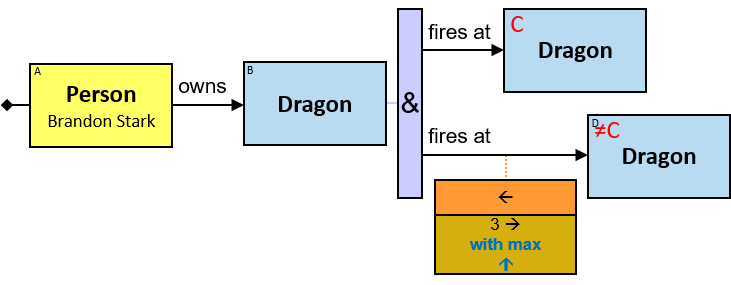 A
Person
Brandon Stark
owns
B
Dragon
&
fires at
C
Dragon
fires at
D
≠C
Dragon
←
3 →
with max
↑